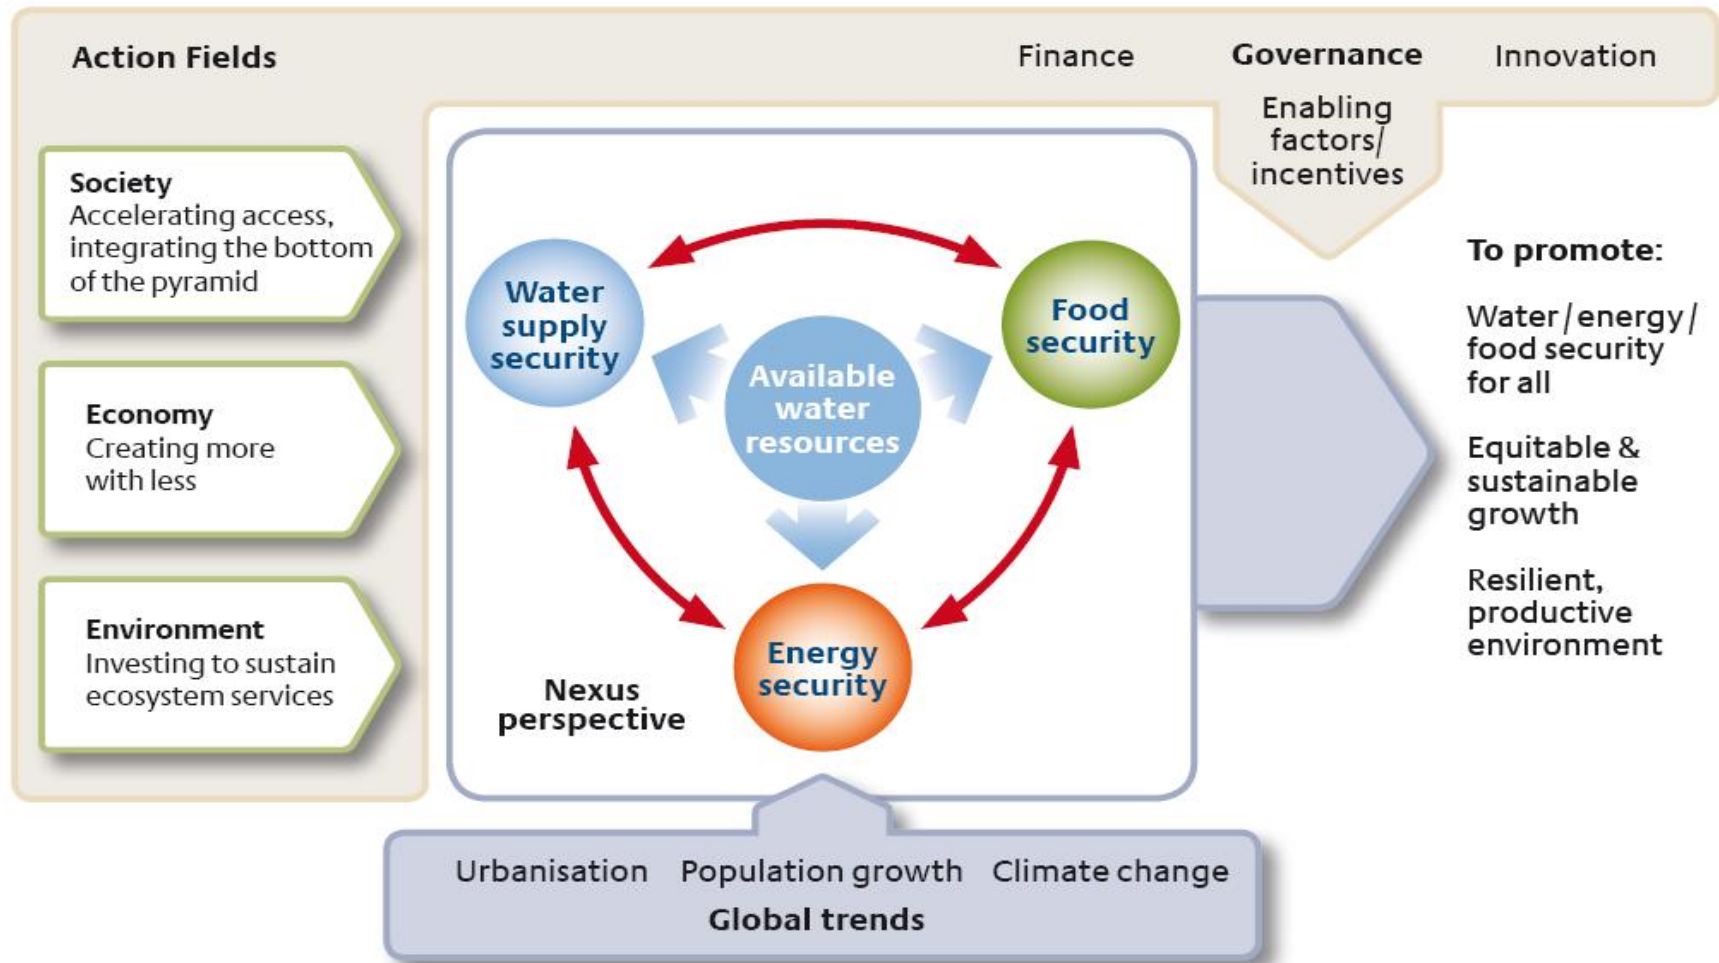 Action Fields
Finance
Governance
Innovation
Enabling
factors/
incentives
Society
Accelerating access,
integrating the bottom
of the pyramid
Economy
Creating more
with less
Environment
Investing to sustain
ecosystem services
Water
supply
security
Food
security
Available
water
resources
Energy
security
Nexus
perspective
To promote:
Water / energy /
food security
for all
Equitable &
sustainable
growth
Resilient,
productive
environment
Urbanisation
Population growth
Climate change
Global trends